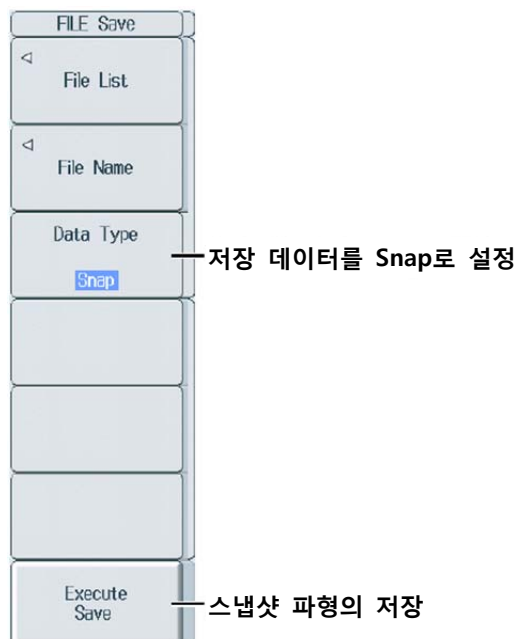 FILE Save
File List
File Name
Data Type
Snap
저장 데이터를 Snap로 설정
Execute
Save
스냅샷 파형의 저장